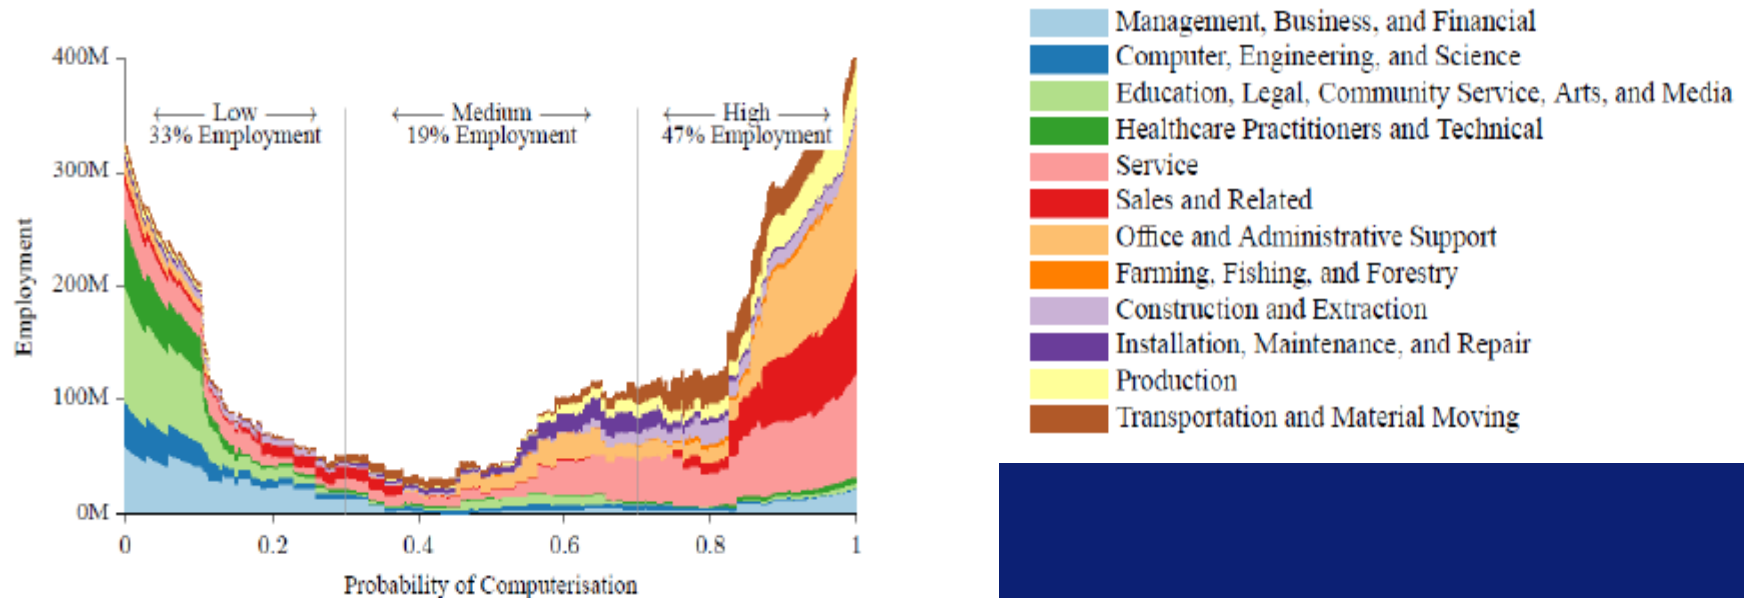 400M
300M
200M
100M
0M
Employment
← Low →
33% Employment
← Medium →
19% Employment
← High →
47% Employment
0 0.2 0.4 0.6 0.8 1
Probability of Computerisation
Management, Business, and Financial
Computer, Engineering, and Science
Education, Legal, Community Service, Arts, and Media
Healthcare Practitioners and Technical
Service
Sales and Related
Office and Administrative Support
Farming, Fishing, and Forestry
Construction and Extraction
Installation, Maintenance, and Repair
Production
Transportation and Material Moving